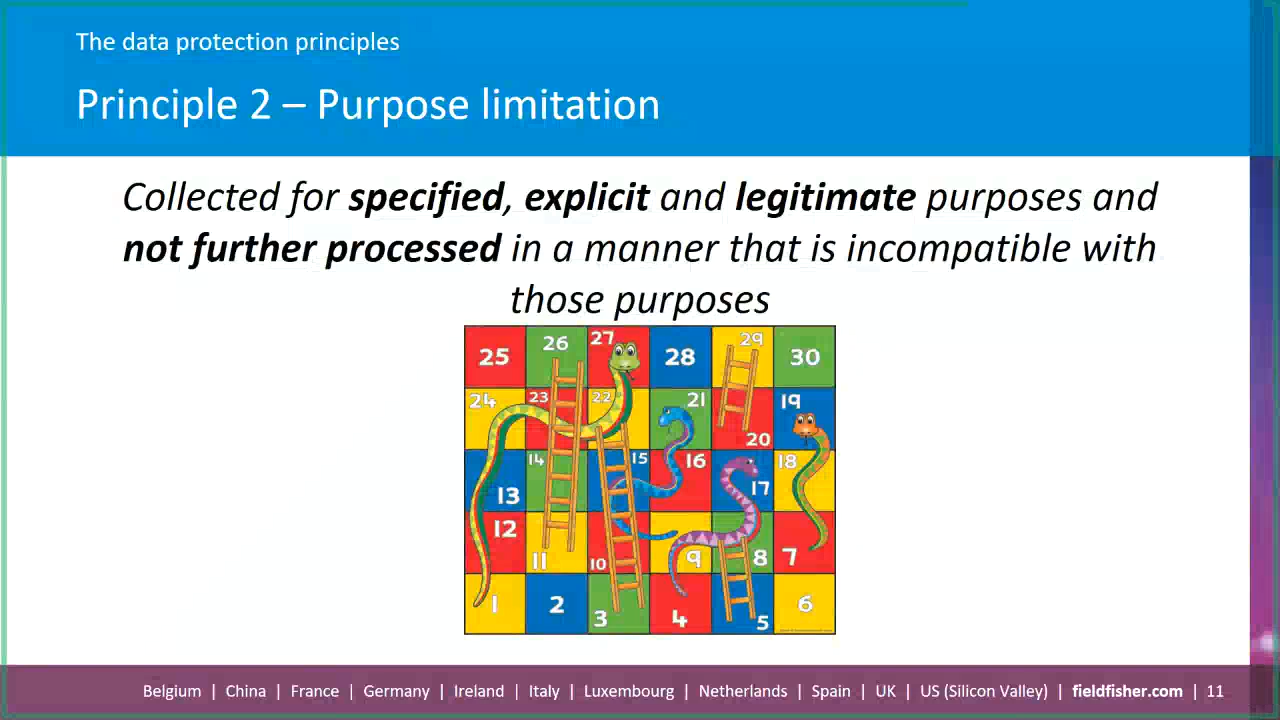 The data protection principles
Principle 2 – Purpose limitation
Collected for specified, explicit and legitimate purposes and
not further processed in a manner that is incompatible with
those purposes
25 26 27 28 29 30
24 23 22 21 20 19
13 14 15 16 17 18
12 11 10 9 8 7
1 2 3 4 5 6
Belgium | China | France | Germany | Ireland | Italy | Luxembourg | Netherlands | Spain | UK | US (Silicon Valley) | fieldfisher.com | 11